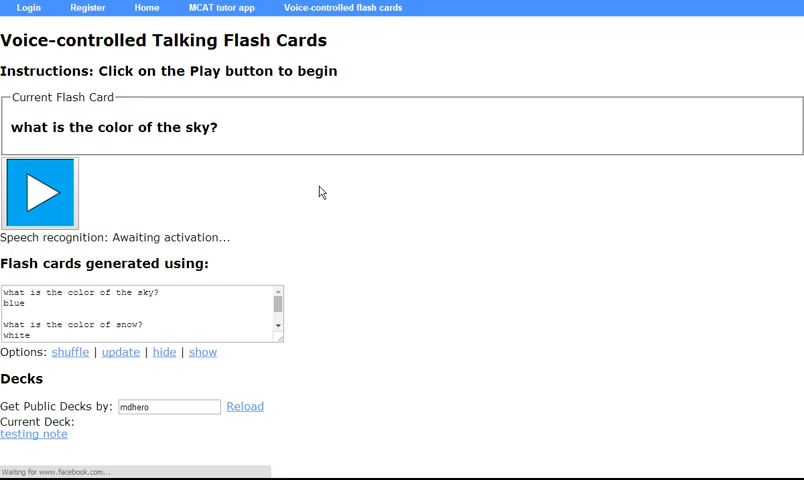 Login Register Home MCAT tutor app Voice-controlled flash cards
Voice-controlled Talking Flash Cards
Instructions: Click on the Play button to begin
Current Flash Card
what is the color of the sky?
Speech recognition: Awaiting activation...
Flash cards generated using:
what is the color of the sky?
blue
what is the color of snow?
white
Options: shuffle | update | hide | show
Decks
Get Public Decks by: mdhero Reload
Current Deck:
testing note
Waiting for www.facebook.com...